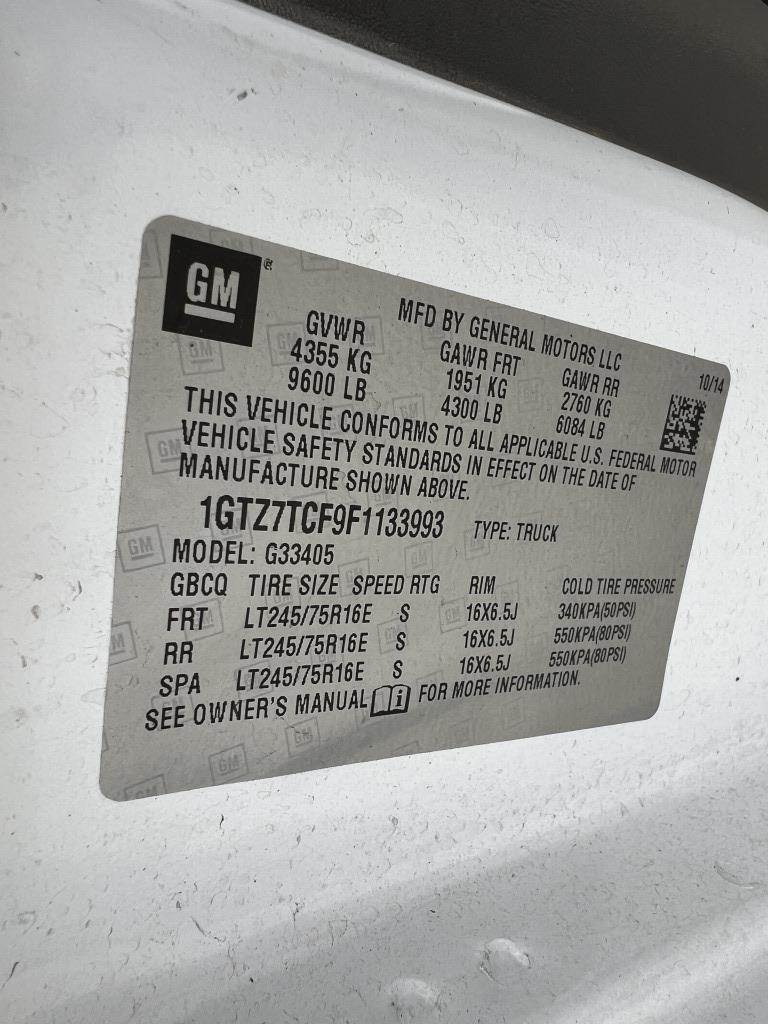 GM®
MFD BY GENERAL MOTORS LLC
10/14
GVWR GAWR FRT GAWR RR
4355 KG 1951 KG 2760 KG
9600 LB 4300 LB 6084 LB
THIS VEHICLE CONFORMS TO ALL APPLICABLE U.S. FEDERAL MOTOR
VEHICLE SAFETY STANDARDS IN EFFECT ON THE DATE OF
MANUFACTURE SHOWN ABOVE.
1GTZ7TCF9F1133993 TYPE: TRUCK
MODEL: G33405
GBCQ TIRE SIZE SPEED RTG RIM COLD TIRE PRESSURE
FRT LT245/75R16E S 16X6.5J 340KPA(50PSI)
RR LT245/75R16E S 16X6.5J 550KPA(80PSI)
SPA LT245/75R16E S 16X6.5J 550KPA(80PSI)
SEE OWNER'S MANUAL i FOR MORE INFORMATION.